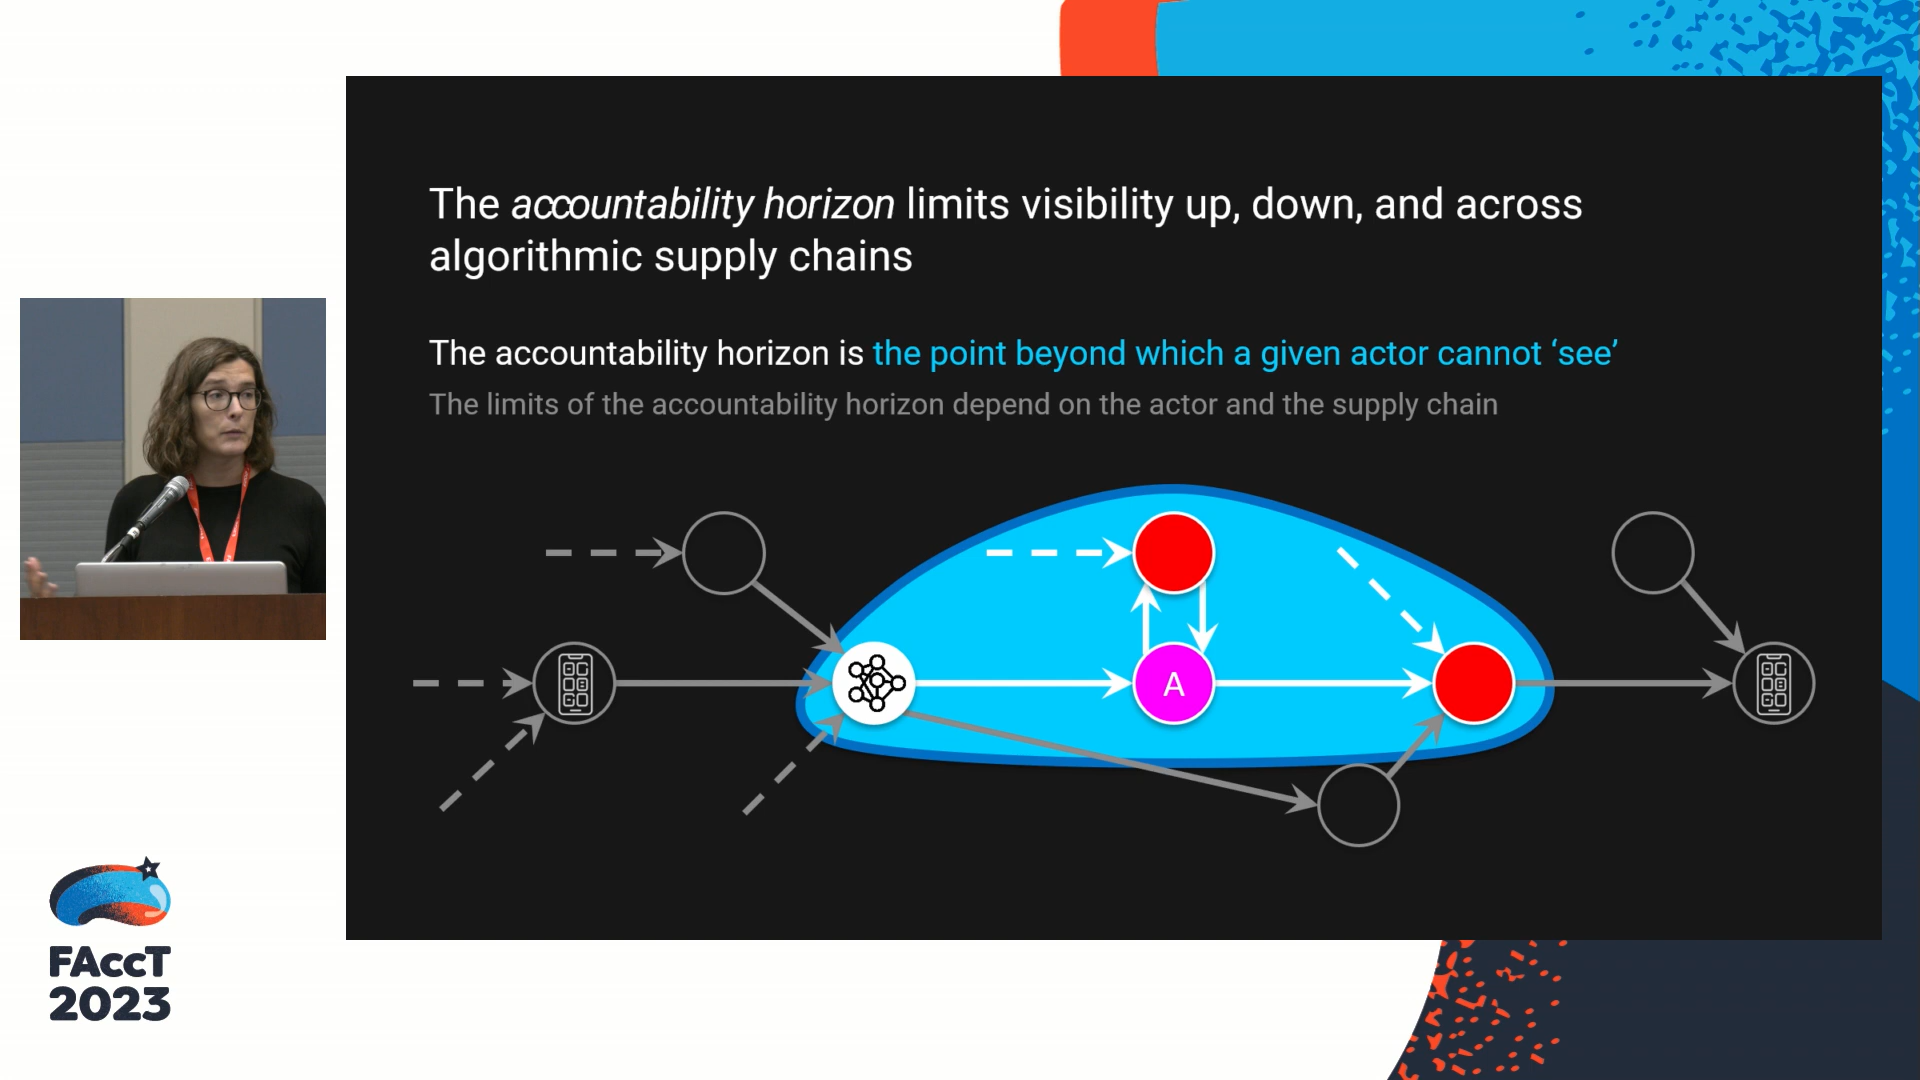 The accountability horizon limits visibility up, down, and across
algorithmic supply chains
The accountability horizon is the point beyond which a given actor cannot ‘see’
The limits of the accountability horizon depend on the actor and the supply chain
A
FAccT
2023